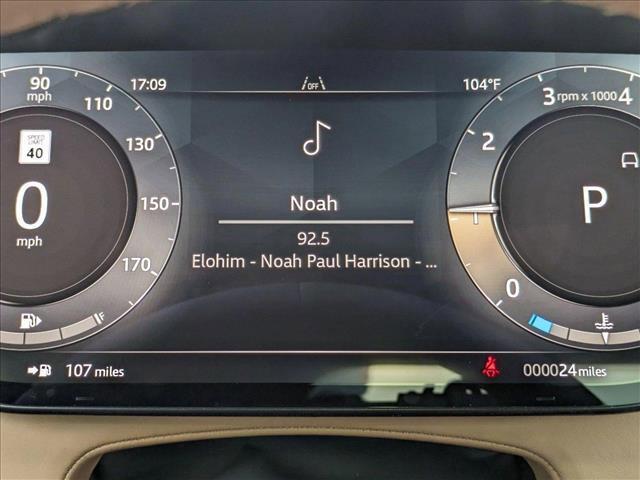 90
mph
110
130
150
170
SPEED
LIMIT
40
0
mph
F
17:09
OFF
104°F
Noah
92.5
Elohim - Noah Paul Harrison - ...
3 rpm x 1000 4
2
P
0
107 miles
000024 miles